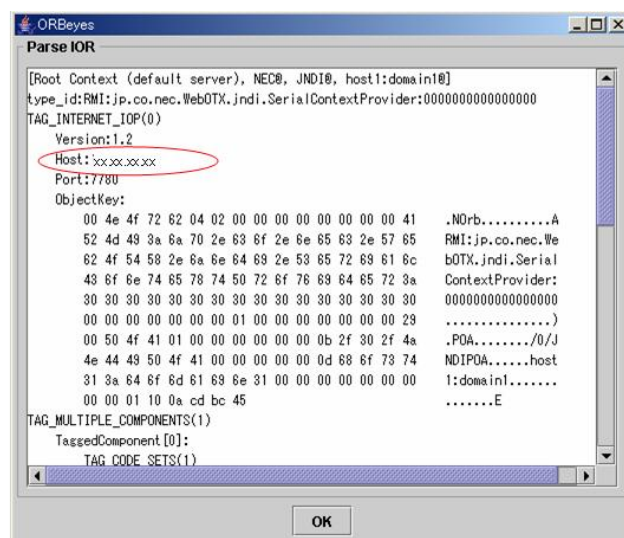 ORBeyes
Parse IOR
[Root Context (default server), NEC@, JNDI@, host1:domain1@]
type_id:RMI:jp.co.nec.WebOTX.jndi.SerialContextProvider:0000000000000000
TAG_INTERNET_IOP(0)
Version:1.2
Host: xx.xx.xx.xx
Port:7780
ObjectKey:
00 4e 4f 72 62 04 02 00 00 00 00 00 00 00 00 41 .NOrb..........A
52 4d 49 3a 6a 70 2e 63 6f 2e 6e 65 63 2e 57 65 RMI:jp.co.nec.We
62 4f 54 58 2e 6a 6e 64 69 2e 53 65 72 69 61 6c bOTX.jndi.Serial
43 6f 6e 74 65 78 74 50 72 6f 76 69 64 65 72 3a ContextProvider:
30 30 30 30 30 30 30 30 30 30 30 30 30 30 30 30 0000000000000000
00 00 00 00 00 00 00 01 00 00 00 00 00 00 00 29 ...............)
00 50 4f 41 01 00 00 00 00 00 00 0b 2f 30 2f 4a .POA......../0/J
4e 44 49 50 4f 41 00 00 00 00 00 0d 68 6f 73 74 NDIPOA......host
31 3a 64 6f 6d 61 69 6e 31 00 00 00 00 00 00 00 1:domain1.......
00 00 01 10 0a cd bc 45 .......E
TAG_MULTIPLE_COMPONENTS(1)
TaggedComponent[0]:
TAG_CODE_SETS(1)
OK